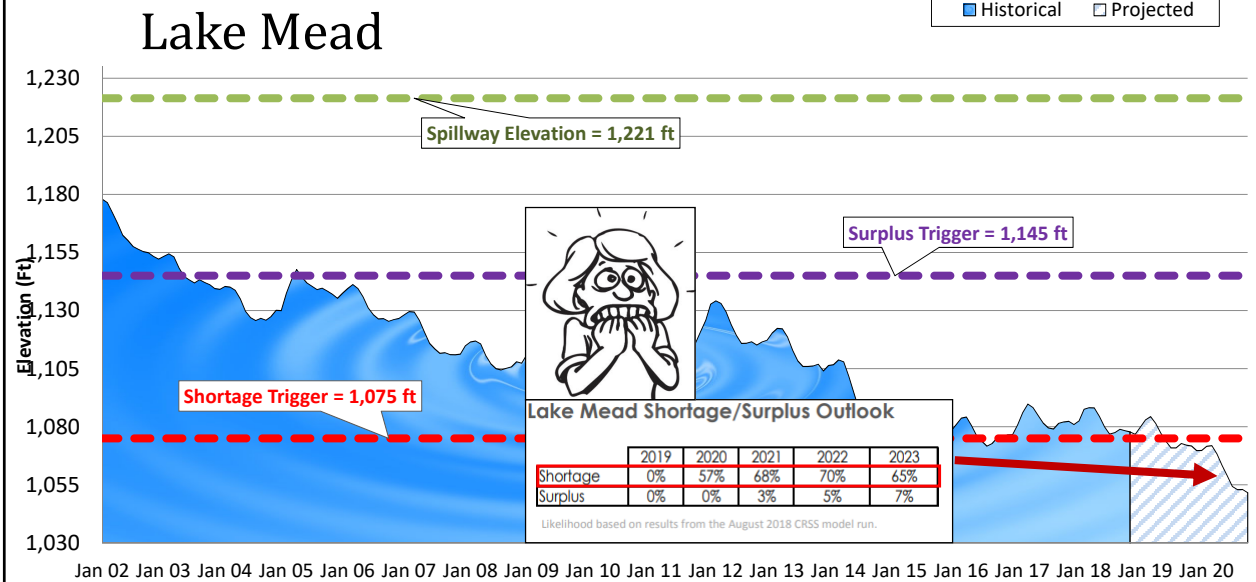 Historical Projected
Lake Mead
1,230
1,205
1,180
1,155
1,130
1,105
1,080
1,055
1,030
Elevation (Ft)
Spillway Elevation = 1,221 ft
Surplus Trigger = 1,145 ft
Shortage Trigger = 1,075 ft
Lake Mead Shortage/Surplus Outlook
2019 2020 2021 2022 2023
Shortage 0% 57% 68% 70% 65%
Surplus 0% 0% 3% 5% 7%
Likelihood based on results from the August 2018 CRSS model run.
Jan 02 Jan 03 Jan 04 Jan 05 Jan 06 Jan 07 Jan 08 Jan 09 Jan 10 Jan 11 Jan 12 Jan 13 Jan 14 Jan 15 Jan 16 Jan 17 Jan 18 Jan 19 Jan 20